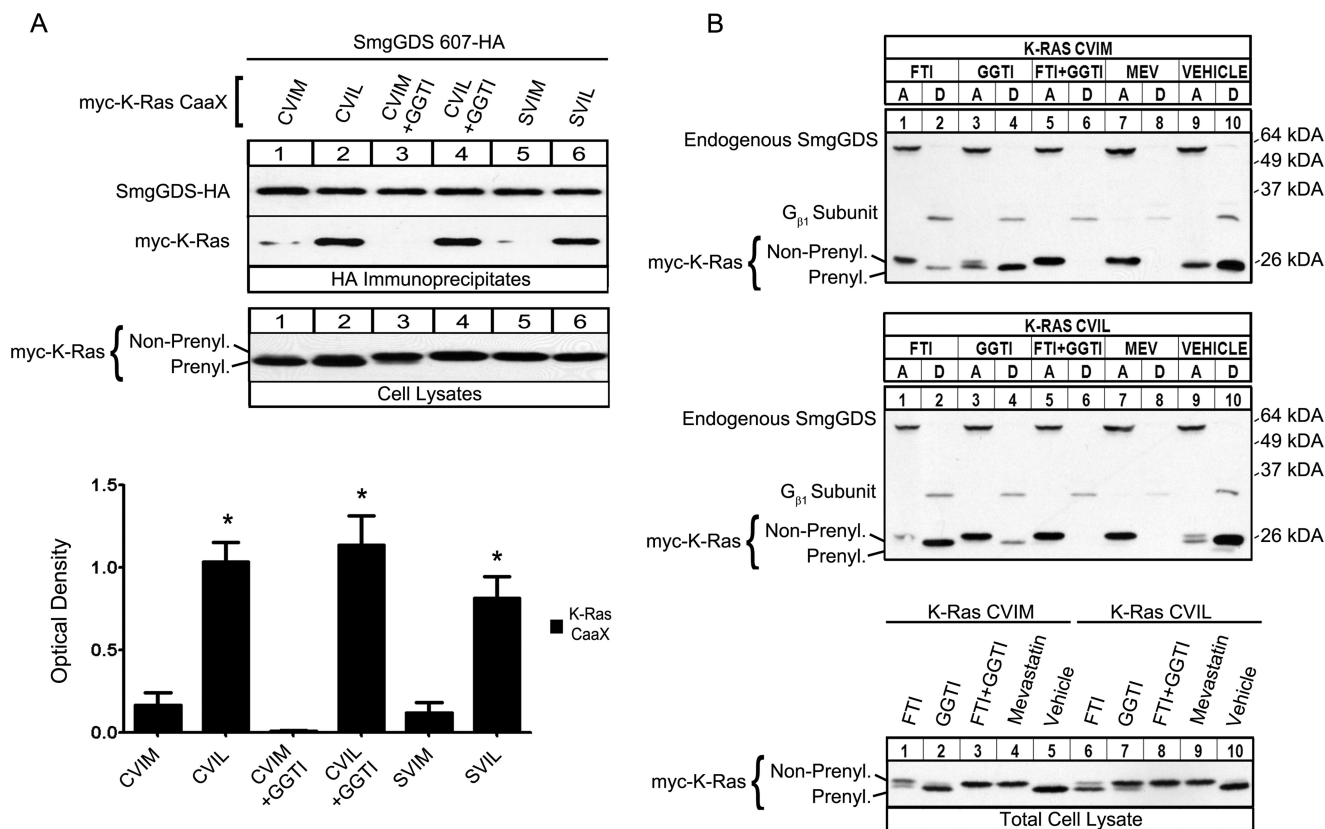 A
SmgGDS 607-HA
myc-K-Ras CaaX
CVIM
CVIL
CVIM +GGTI
CVIL +GGTI
SVIM
SVIL
1 2 3 4 5 6
SmgGDS-HA
myc-K-Ras
HA Immunoprecipitates
1 2 3 4 5 6
myc-K-Ras
Non-Prenyl.
Prenyl.
Cell Lysates
Optical Density
1.5
1.0
0.5
0.0
* * *
CVIM
CVIL
CVIM +GGTI
CVIL +GGTI
SVIM
SVIL
K-Ras
CaaX
B
K-RAS CVIM
FTI GGTI FTI+GGTI MEV VEHICLE
A D A D A D A D A D
1 2 3 4 5 6 7 8 9 10
Endogenous SmgGDS
64 kDA
49 kDA
37 kDA
Gβ1 Subunit
myc-K-Ras
Non-Prenyl.
Prenyl.
26 kDA
K-RAS CVIL
FTI GGTI FTI+GGTI MEV VEHICLE
A D A D A D A D A D
1 2 3 4 5 6 7 8 9 10
Endogenous SmgGDS
64 kDA
49 kDA
37 kDA
Gβ1 Subunit
myc-K-Ras
Non-Prenyl.
Prenyl.
26 kDA
K-Ras CVIM K-Ras CVIL
FTI
GGTI
FTI+GGTI
Mevastatin
Vehicle
FTI
GGTI
FTI+GGTI
Mevastatin
Vehicle
1 2 3 4 5 6 7 8 9 10
myc-K-Ras
Non-Prenyl.
Prenyl.
Total Cell Lysate